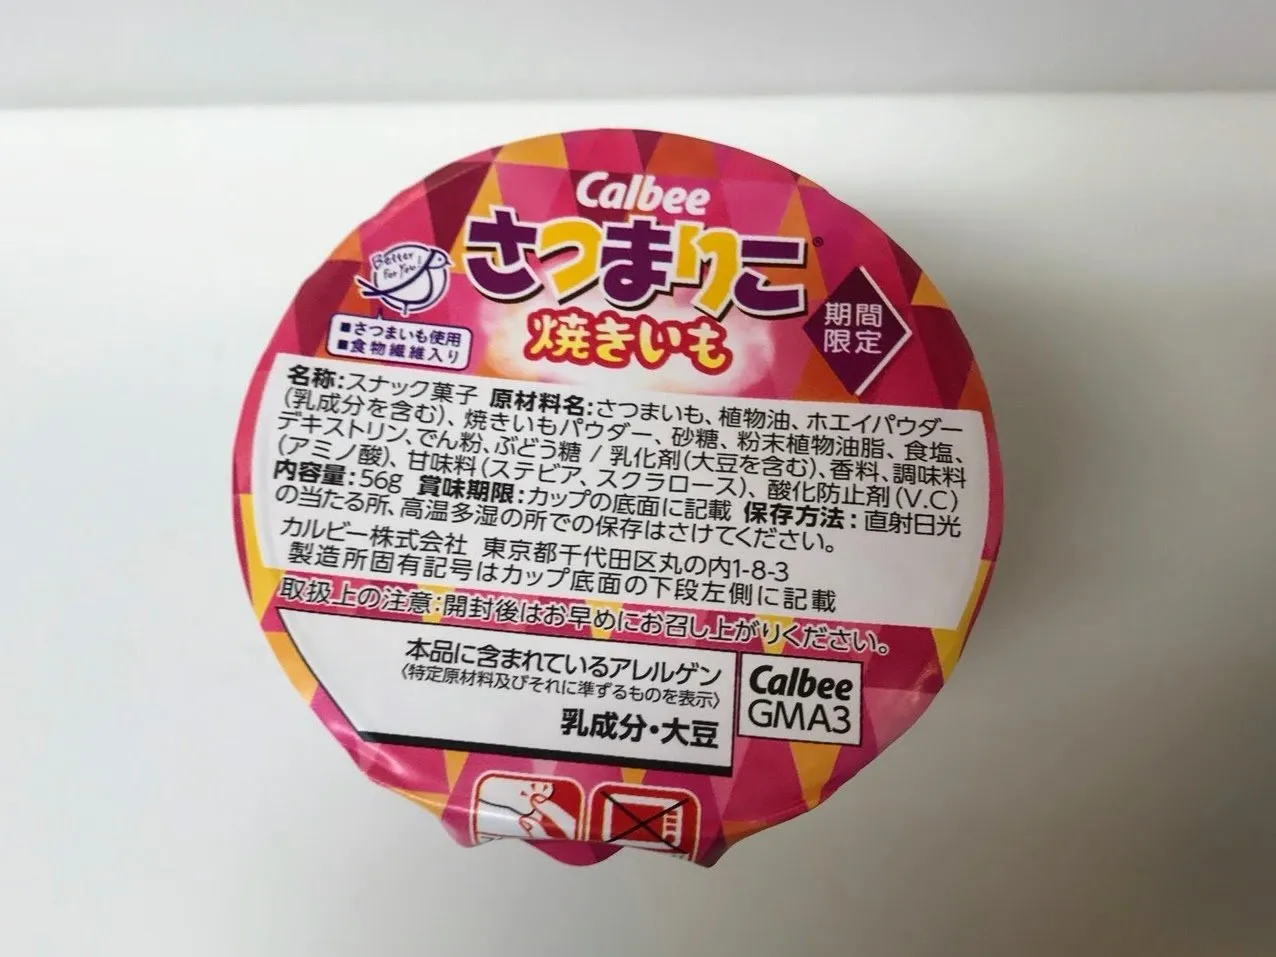 Calbee
さつまりこ®
焼きいも
Better
For You!
■さつまいも使用
■食物繊維入り
期間
限定
名称:スナック菓子 原材料名:さつまいも、植物油、ホエイパウダー
(乳成分を含む)、焼きいもパウダー、砂糖、粉末植物油脂、食塩、
デキストリン、でん粉、ぶどう糖 / 乳化剤(大豆を含む)、香料、調味料
(アミノ酸)、甘味料(ステビア、スクラロース)、酸化防止剤(V.C)
内容量:56g 賞味期限:カップの底面に記載 保存方法:直射日光
の当たる所、高温多湿の所での保存はさけてください。
カルビー株式会社 東京都千代田区丸の内1-8-3
製造所固有記号はカップ底面の下段左側に記載
取扱上の注意:開封後はお早めにお召し上がりください。
本品に含まれているアレルゲン
〈特定原材料及びそれに準ずるものを表示〉
乳成分・大豆
Calbee
GMA3